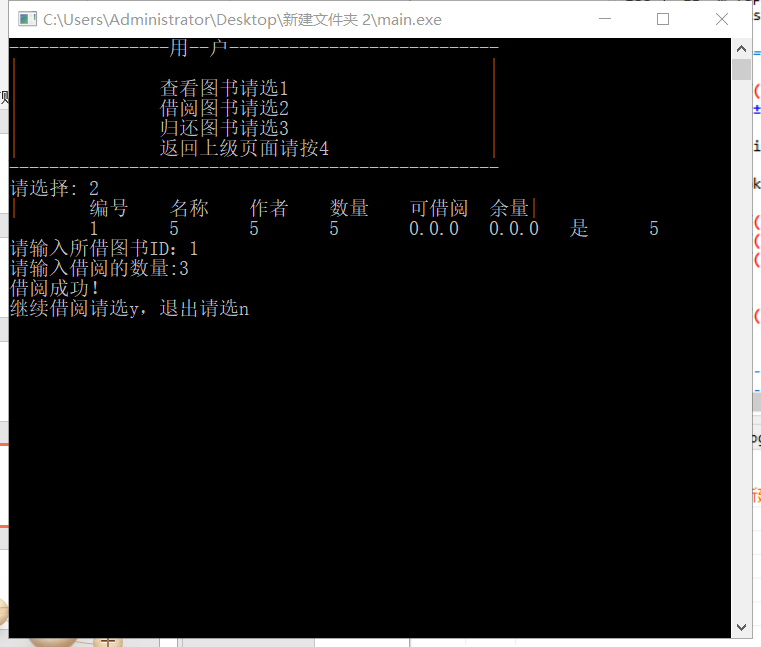 C:\Users\Administrator\Desktop\新建文件夹 2\main.exe
----------------用--户---------------------------
查看图书请选1
借阅图书请选2
归还图书请选3
返回上级页面请按4
-------------------------------------------------
请选择: 2
| 编号 名称 作者 数量 可借阅 余量|
1 5 5 5 0.0.0 0.0.0 是 5
请输入所借图书ID: 1
请输入借阅的数量:3
借阅成功!
继续借阅请选y，退出请选n